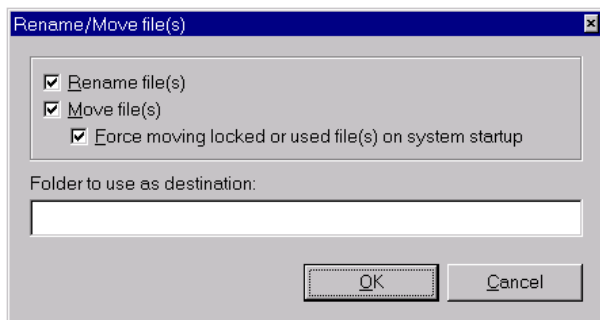 Rename/Move file(s)
Rename file(s)
Move file(s)
Force moving locked or used file(s) on system startup
Folder to use as destination:
OK
Cancel